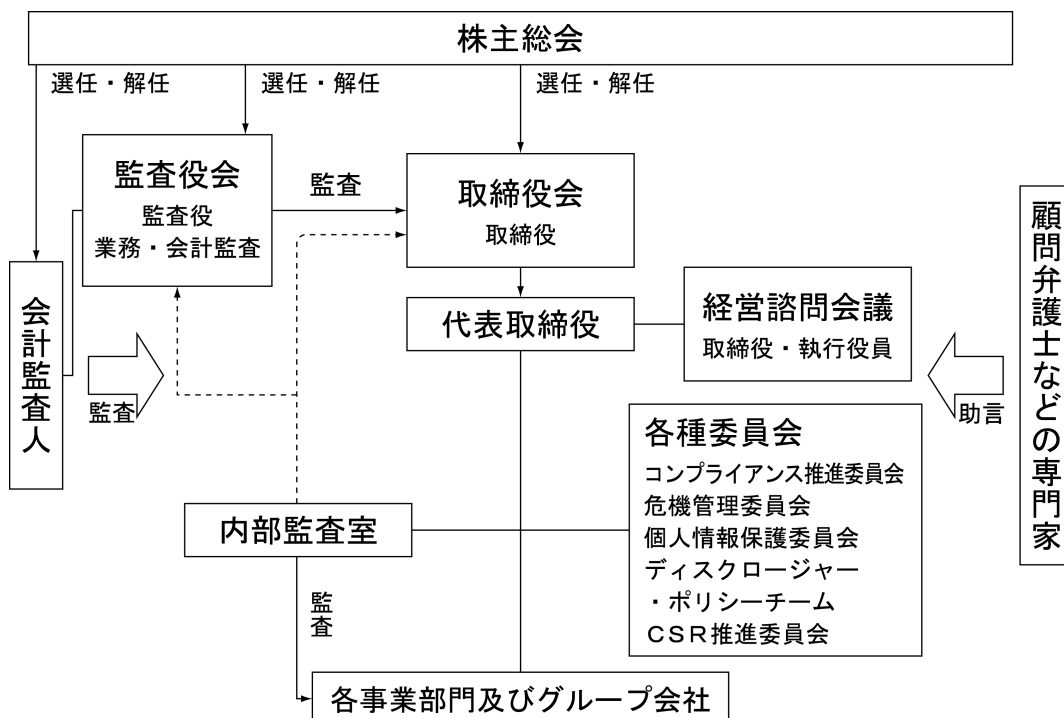 株主総会
選任・解任
選任・解任
選任・解任
監査役会
監査役
業務・会計監査
監査
取締役会
取締役
会計監査人
監査
代表取締役
経営諮問会議
取締役・執行役員
顧問弁護士などの専門家
助言
各種委員会
コンプライアンス推進委員会
危機管理委員会
個人情報保護委員会
ディスクロージャー
・ポリシーチーム
CSR推進委員会
内部監査室
監査
各事業部門及びグループ会社